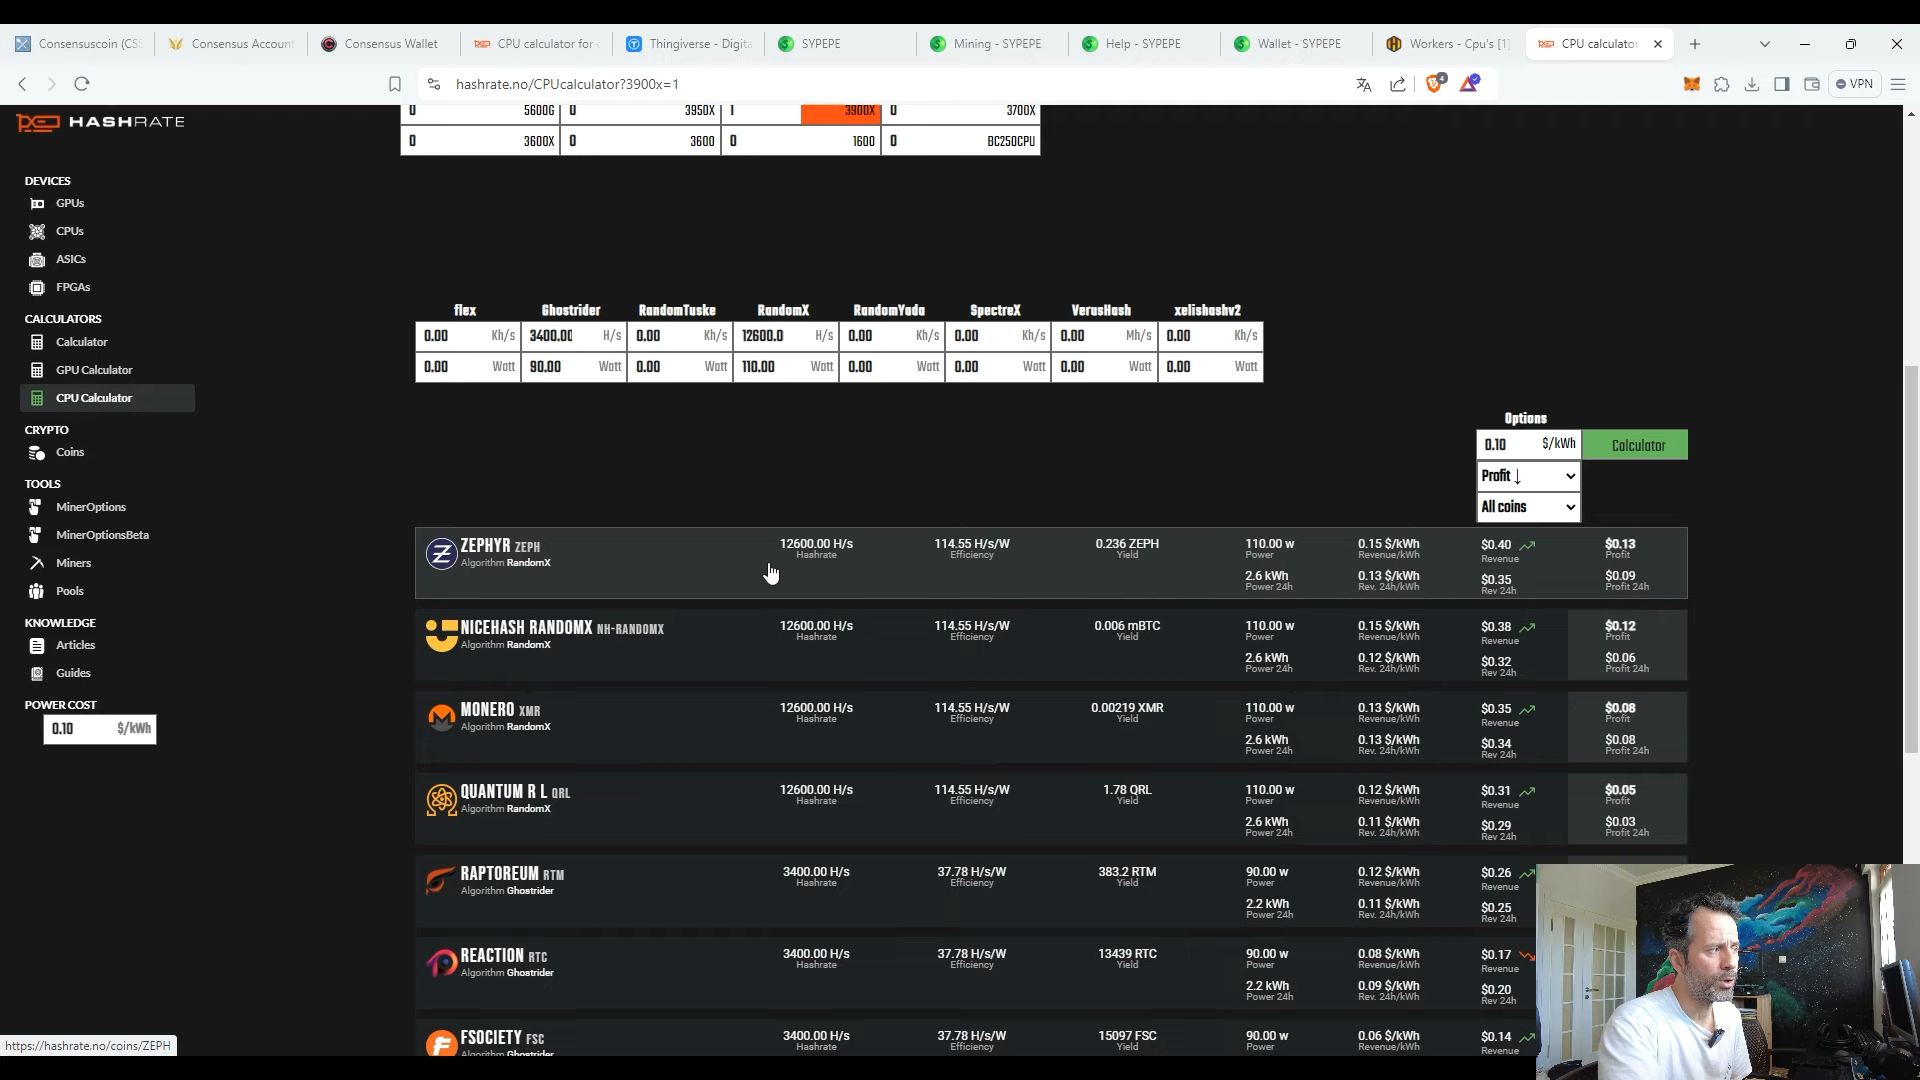 Consensuscoin (CSS
Consensus Account
Consensus Wallet
CPU calculator for
Thingiverse - Digita
SYPEPE
Mining - SYPEPE
Help - SYPEPE
Wallet - SYPEPE
Workers - Cpu's [1]
CPU calculator
hashrate.no/CPUcalculator?3900x=1
4
VPN
HASHRATE
0 5600G 0 3950X 1 3900X 0 3700X
0 3600X 0 3600 0 1600 0 BC250CPU
DEVICES
GPUs
CPUs
ASICs
FPGAs
CALCULATORS
Calculator
GPU Calculator
CPU Calculator
CRYPTO
Coins
TOOLS
MinerOptions
MinerOptionsBeta
Miners
Pools
KNOWLEDGE
Articles
Guides
POWER COST
0.10 $/kWh
flex Ghostrider RandomTuske RandomX RandomYada SpectreX VerusHash xelishashv2
0.00 Kh/s 3400.00 H/s 0.00 Kh/s 12600.0 H/s 0.00 Kh/s 0.00 Kh/s 0.00 Mh/s 0.00 Kh/s
0.00 Watt 90.00 Watt 0.00 Watt 110.00 Watt 0.00 Watt 0.00 Watt 0.00 Watt 0.00 Watt
Options
0.10 $/kWh Calculator
Profit ↓
All coins
ZEPHYR ZEPH 12600.00 H/s 114.55 H/s/W 0.236 ZEPH 110.00 w 0.15 $/kWh $0.40 $0.13
Algorithm RandomX Hashrate Efficiency Yield Power Revenue/kWh Revenue Profit
2.6 kWh 0.13 $/kWh $0.35 $0.09
Power 24h Rev. 24h/kWh Rev 24h Profit 24h
NICEHASH RANDOMX NH-RANDOMX 12600.00 H/s 114.55 H/s/W 0.006 mBTC 110.00 w 0.15 $/kWh $0.38 $0.12
Algorithm RandomX Hashrate Efficiency Yield Power Revenue/kWh Revenue Profit
2.6 kWh 0.12 $/kWh $0.32 $0.06
Power 24h Rev. 24h/kWh Rev 24h Profit 24h
MONERO XMR 12600.00 H/s 114.55 H/s/W 0.00219 XMR 110.00 w 0.13 $/kWh $0.35 $0.08
Algorithm RandomX Hashrate Efficiency Yield Power Revenue/kWh Revenue Profit
2.6 kWh 0.13 $/kWh $0.34 $0.08
Power 24h Rev. 24h/kWh Rev 24h Profit 24h
QUANTUM R L QRL 12600.00 H/s 114.55 H/s/W 1.78 QRL 110.00 w 0.12 $/kWh $0.31 $0.05
Algorithm RandomX Hashrate Efficiency Yield Power Revenue/kWh Revenue Profit
2.6 kWh 0.11 $/kWh $0.29 $0.03
Power 24h Rev. 24h/kWh Rev 24h Profit 24h
RAPTOREUM RTM 3400.00 H/s 37.78 H/s/W 383.2 RTM 90.00 w 0.12 $/kWh $0.26
Algorithm Ghostrider Hashrate Efficiency Yield Power Revenue/kWh Revenue
2.2 kWh 0.11 $/kWh $0.25
Power 24h Rev. 24h/kWh Rev 24h
REACTION RTC 3400.00 H/s 37.78 H/s/W 13439 RTC 90.00 w 0.08 $/kWh $0.17
Algorithm Ghostrider Hashrate Efficiency Yield Power Revenue/kWh Revenue
2.2 kWh 0.09 $/kWh $0.20
Power 24h Rev. 24h/kWh Rev 24h
FSOCIETY FSC 3400.00 H/s 37.78 H/s/W 15097 FSC 90.00 w 0.06 $/kWh $0.14
Algorithm Ghostrider Hashrate Efficiency Yield Power Revenue/kWh Revenue
https://hashrate.no/coins/ZEPH